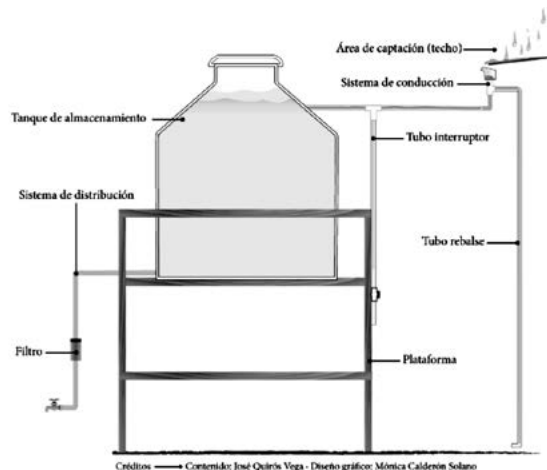 Área de captación (techo)
Sistema de conducción
Tanque de almacenamiento
Tubo interruptor
Sistema de distribución
Tubo rebalse
Filtro
Plataforma
Créditos Contenido: José Quirós Vega - Diseño gráfico: Mónica Calderón Solano